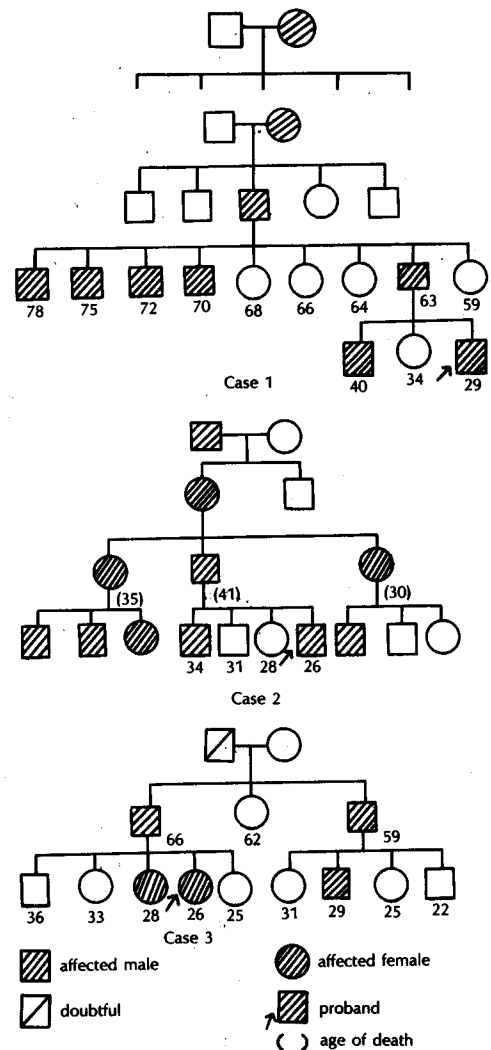 78 75 72 70 68 66 64 63 59
40 34 29
Case 1
(35) (41) (30)
34 31 28 26
Case 2
66 62 59
36 33 28 26 25 31 29 25 22
Case 3
affected male affected female
doubtful proband
( ) age of death